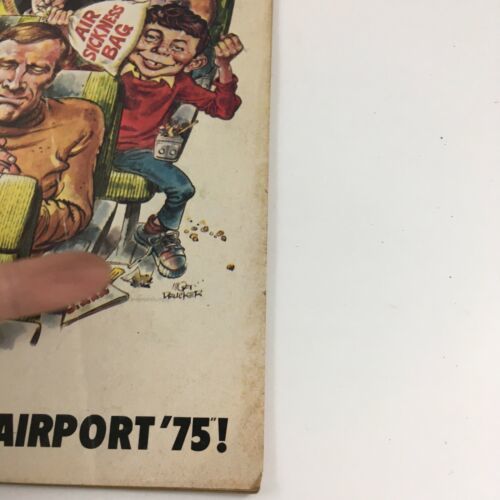 AIR
SICKNESS
BAG
MORT
DRUCKER
AIRPORT '75"!